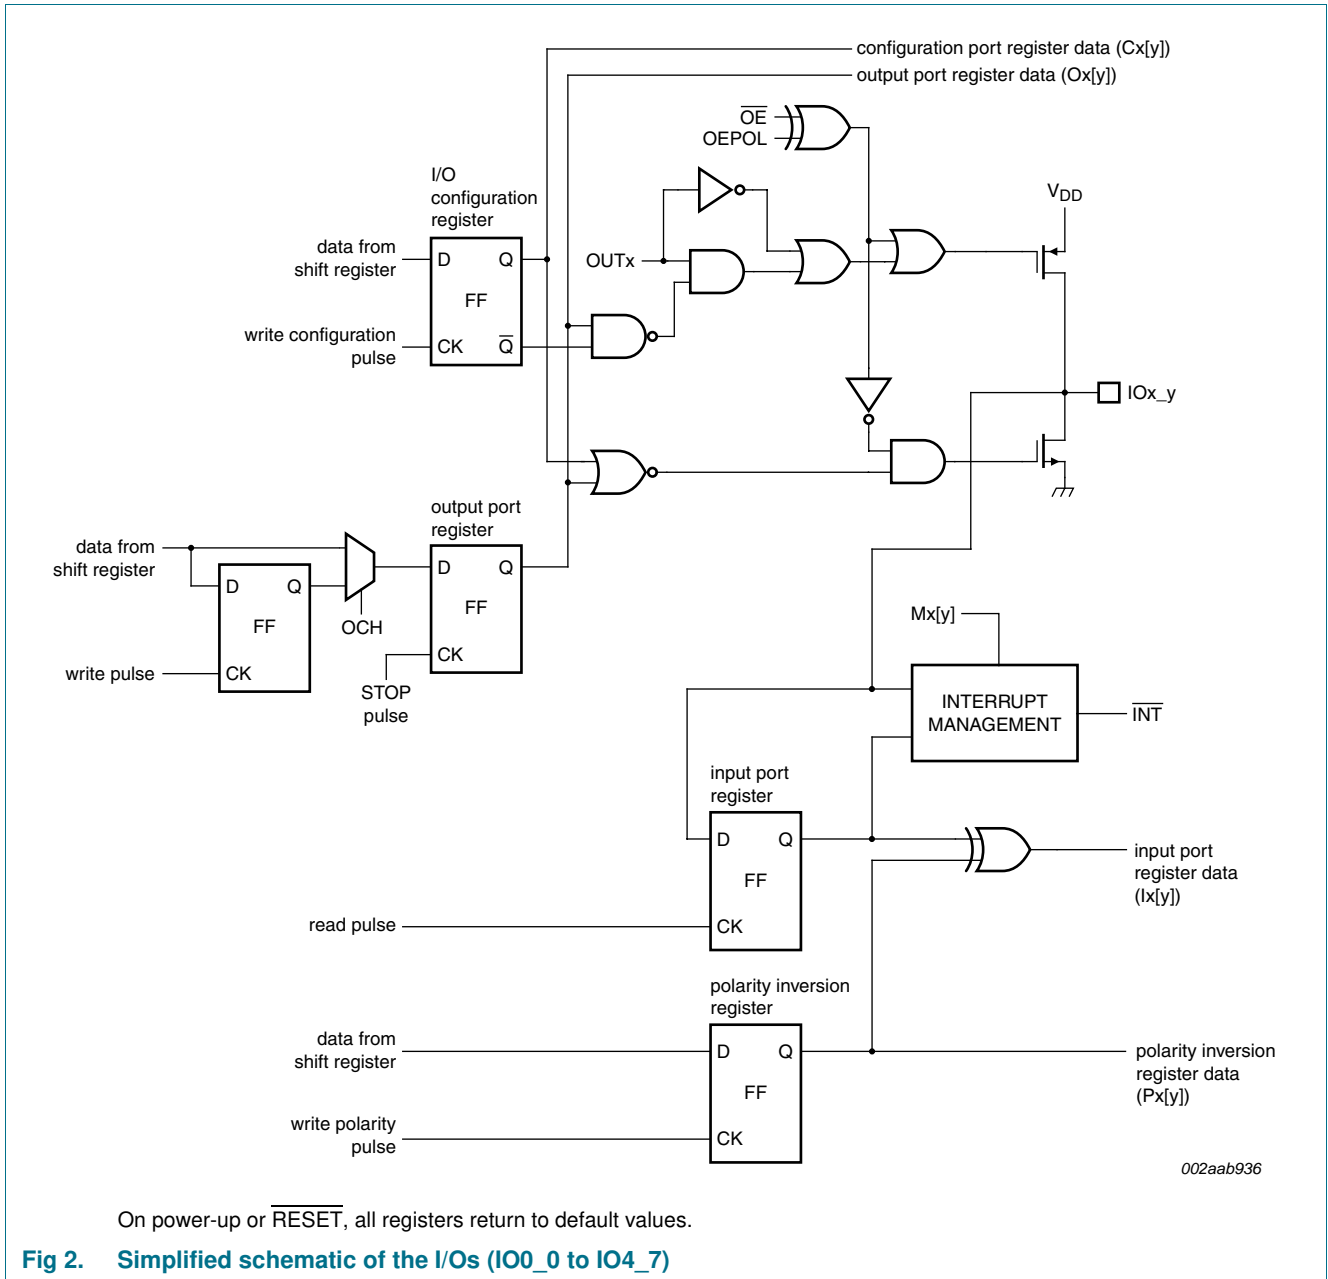 configuration port register data (Cx[y])
output port register data (Ox[y])
OE
OEPOL
VDD
I/O
configuration
register
data from
shift register
D
Q
OUTx
FF
write configuration
pulse
CK
Q
IOx_y
output port
register
data from
shift register
D
Q
FF
CK
write pulse
OCH
D
Q
FF
CK
STOP
pulse
Mx[y]
INTERRUPT
MANAGEMENT
INT
input port
register
D
Q
FF
CK
read pulse
input port
register data
(Ix[y])
polarity inversion
register
data from
shift register
D
Q
FF
CK
write polarity
pulse
polarity inversion
register data
(Px[y])
002aab936
On power-up or RESET, all registers return to default values.
Fig 2. Simplified schematic of the I/Os (IO0_0 to IO4_7)